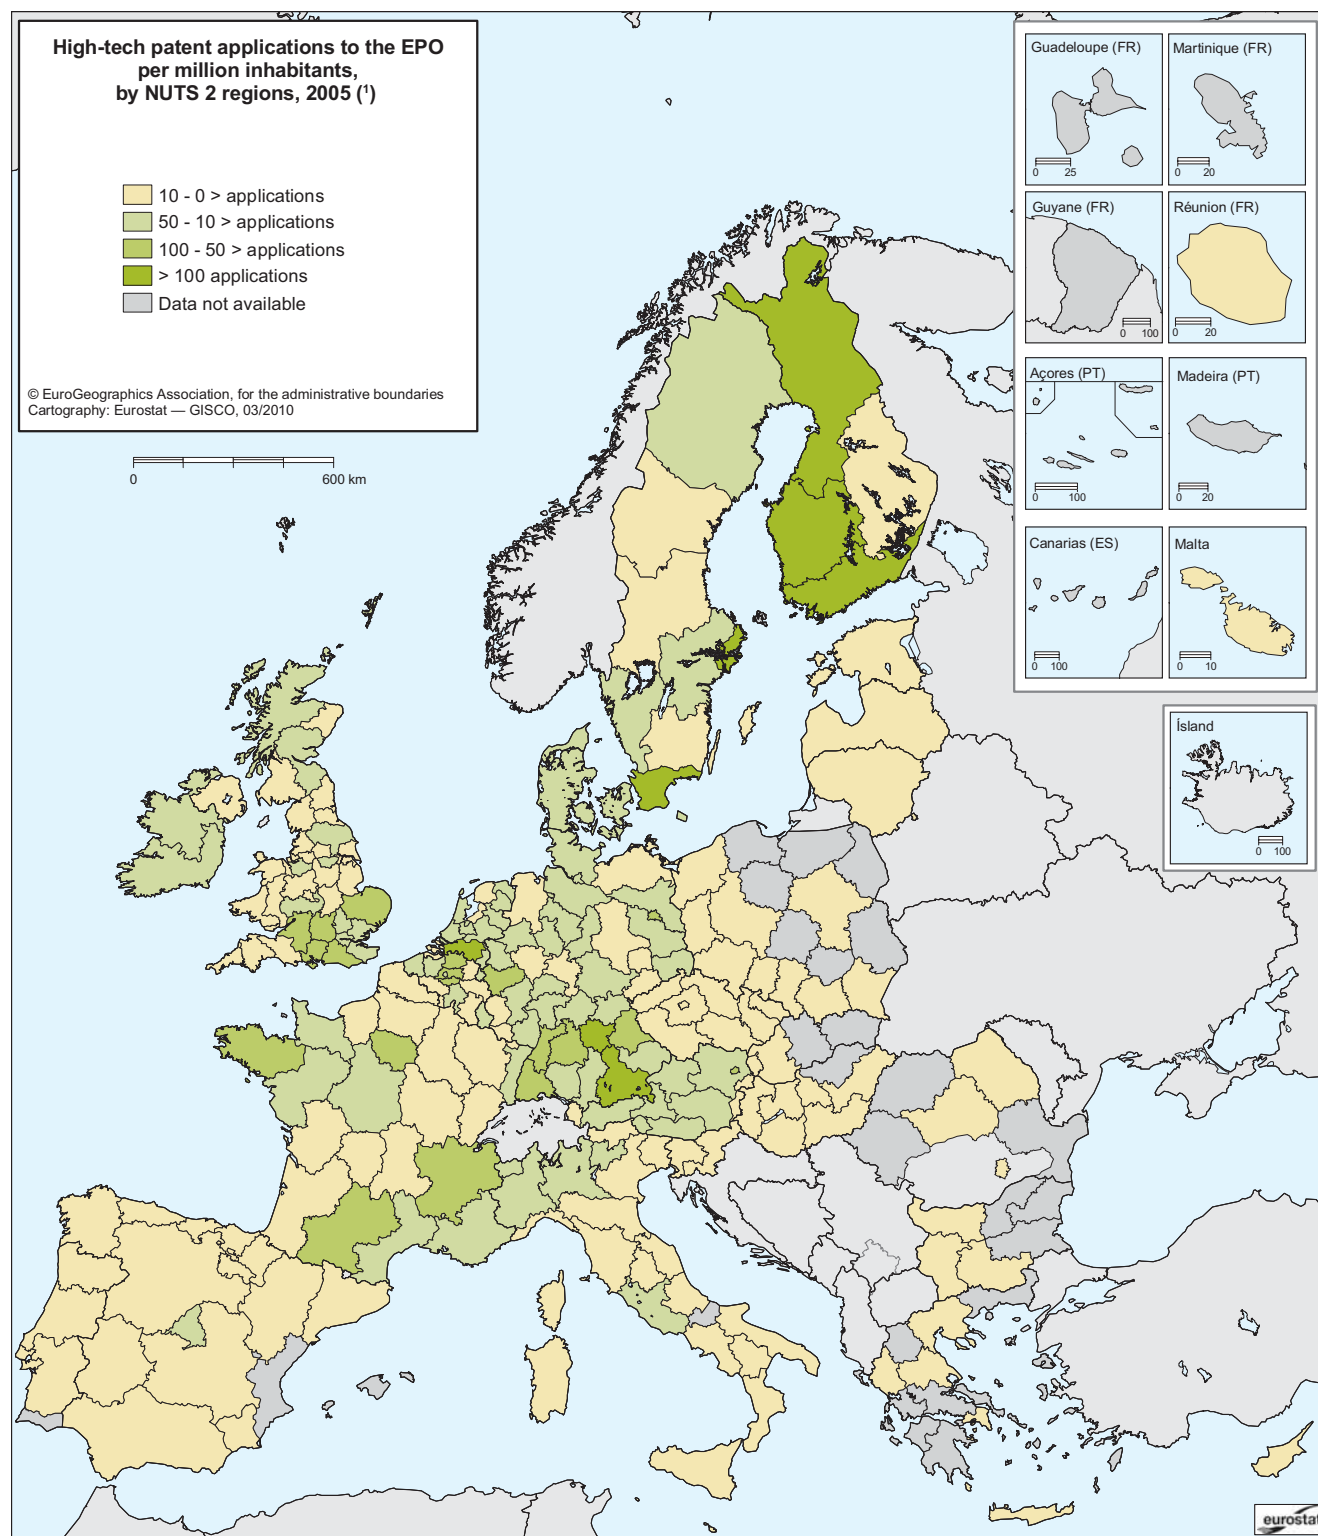 High-tech patent applications to the EPO
per million inhabitants,
by NUTS 2 regions, 2005 (¹)
10 - 0 > applications
50 - 10 > applications
100 - 50 > applications
> 100 applications
Data not available
© EuroGeographics Association, for the administrative boundaries
Cartography: Eurostat — GISCO, 03/2010
0 600 km
Guadeloupe (FR)
0 25
Martinique (FR)
0 20
Guyane (FR)
0 100
Réunion (FR)
0 20
Açores (PT)
0 100
Madeira (PT)
0 20
Canarias (ES)
0 100
Malta
0 10
Ísland
0 100
eurostat